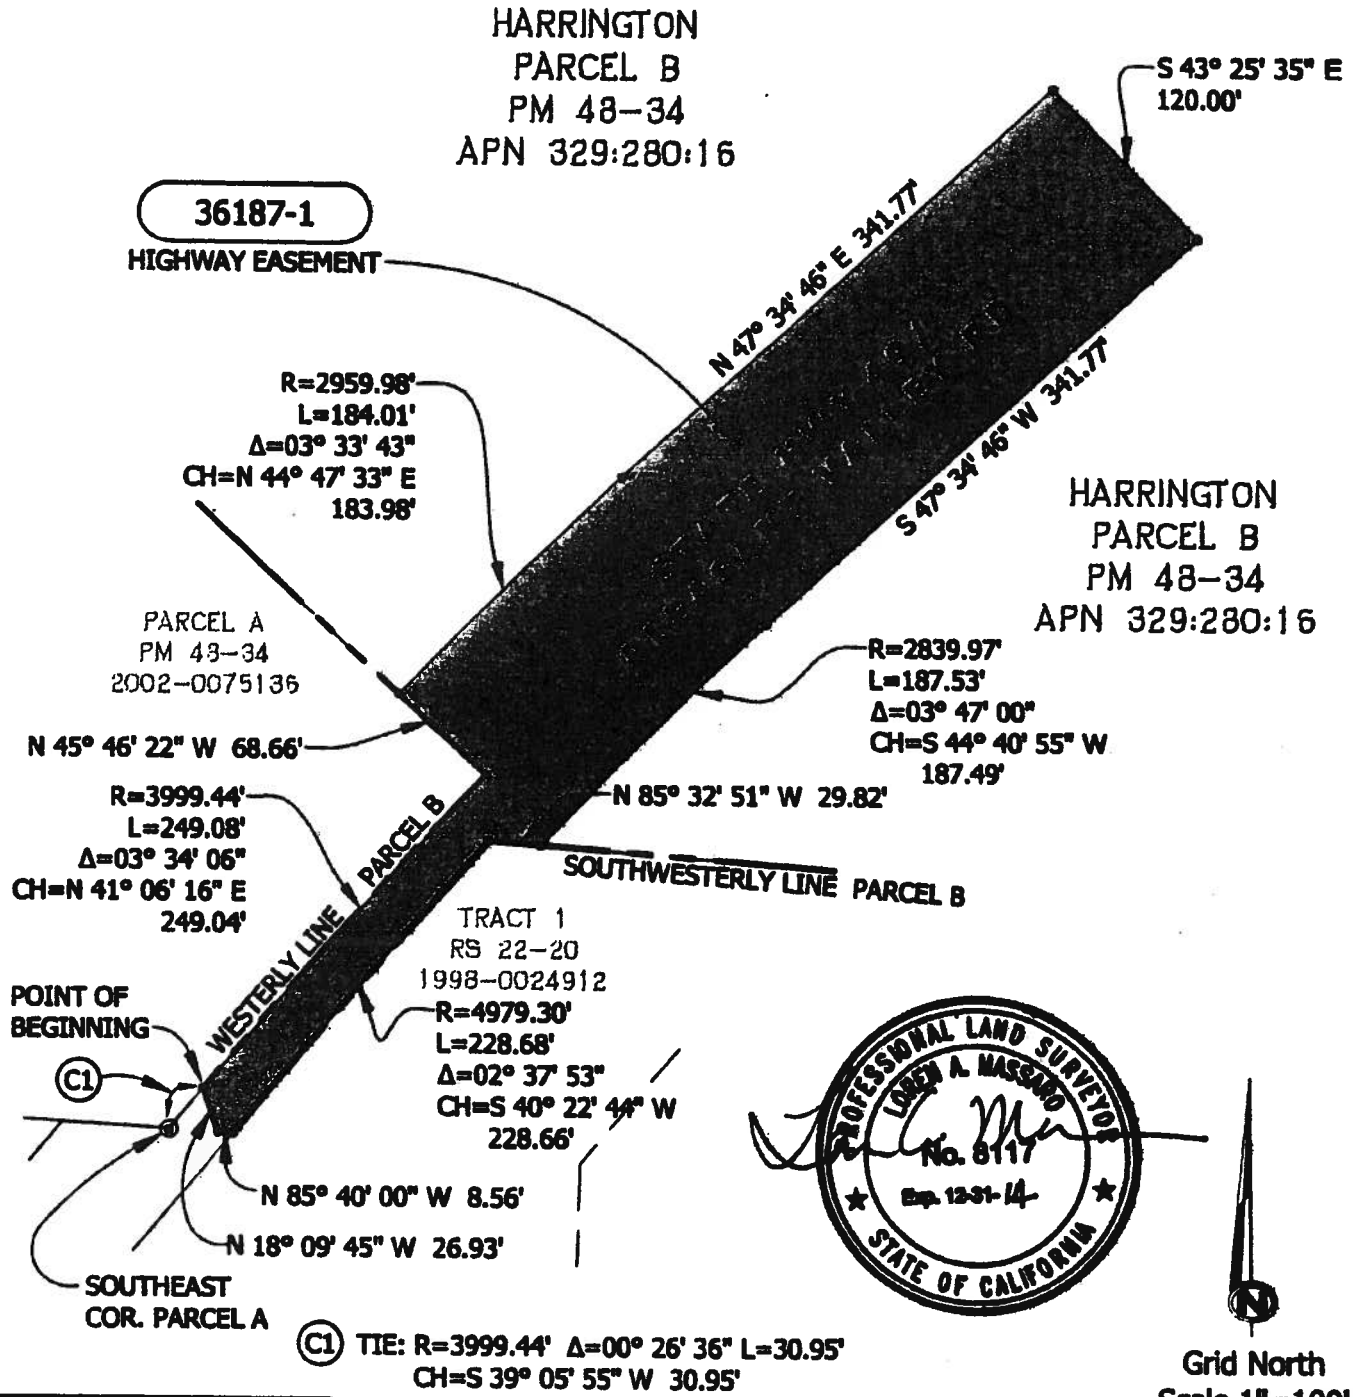 HARRINGTON
PARCEL B
PM 48-34
APN 329:280:16
S 43° 25' 35" E
120.00'
36187-1
HIGHWAY EASEMENT
N 47° 34' 46" E 341.77'
R=2959.98'
L=184.01'
Δ=03° 33' 43"
CH=N 44° 47' 33" E
183.98'
S 47° 34' 46" W 341.77'
HARRINGTON
PARCEL B
PM 48-34
APN 329:280:16
PARCEL A
PM 48-34
2002-0075136
R=2839.97'
L=187.53'
Δ=03° 47' 00"
CH=S 44° 40' 55" W
187.49'
N 45° 46' 22" W 68.66'
R=3999.44'
L=249.08'
Δ=03° 34' 06"
CH=N 41° 06' 16" E
249.04'
N 85° 32' 51" W 29.82'
SOUTHWESTERLY LINE PARCEL B
WESTERLY LINE PARCEL B
TRACT 1
RS 22-20
1998-0024912
R=4979.30'
L=228.68'
Δ=02° 37' 53"
CH=S 40° 22' 44" W
228.66'
POINT OF
BEGINNING
C1
N 85° 40' 00" W 8.56'
N 18° 09' 45" W 26.93'
SOUTHEAST
COR. PARCEL A
C1 TIE: R=3999.44' Δ=00° 26' 36" L=30.95'
CH=S 39° 05' 55" W 30.95'
PROFESSIONAL LAND SURVEYOR
LOREN A. MASSARO
No. 8117
Exp. 12-31-14
STATE OF CALIFORNIA
N
Grid North
Scale 1"=100'